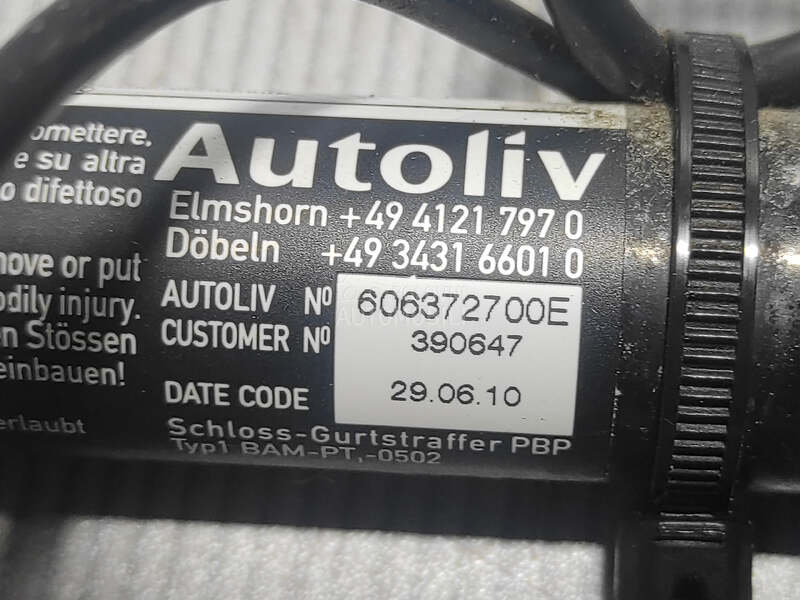 omettere,
e su altra
o difettoso
move or put
odily injury.
en Stössen
einbauen!
erlaubt
Autoliv
Elmshorn +49 4121 797 0
Döbeln +49 3431 6601 0
AUTOLIV Nº 606372700E
CUSTOMER Nº 390647
DATE CODE 29.06.10
Schloss-Gurtstraffer PBP
Typ1 BAM-PT,-0502